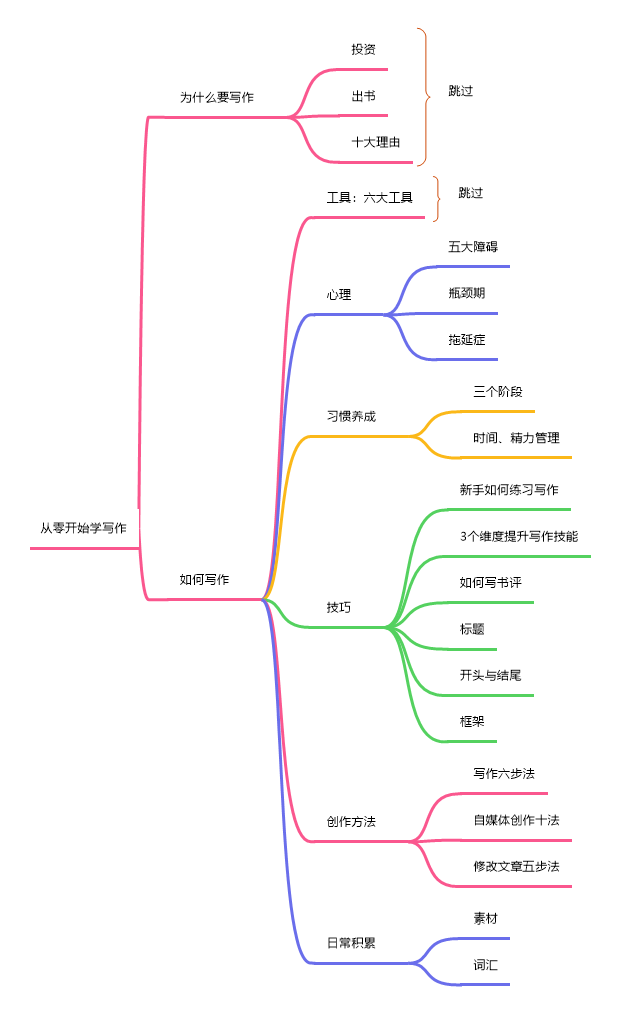 投资
为什么要写作
出书
跳过
十大理由
工具：六大工具
跳过
五大障碍
心理
瓶颈期
拖延症
三个阶段
习惯养成
时间、精力管理
新手如何练习写作
3个维度提升写作技能
从零开始学写作
如何写作
如何写书评
技巧
标题
开头与结尾
框架
写作六步法
创作方法
自媒体创作十法
修改文章五步法
素材
日常积累
词汇